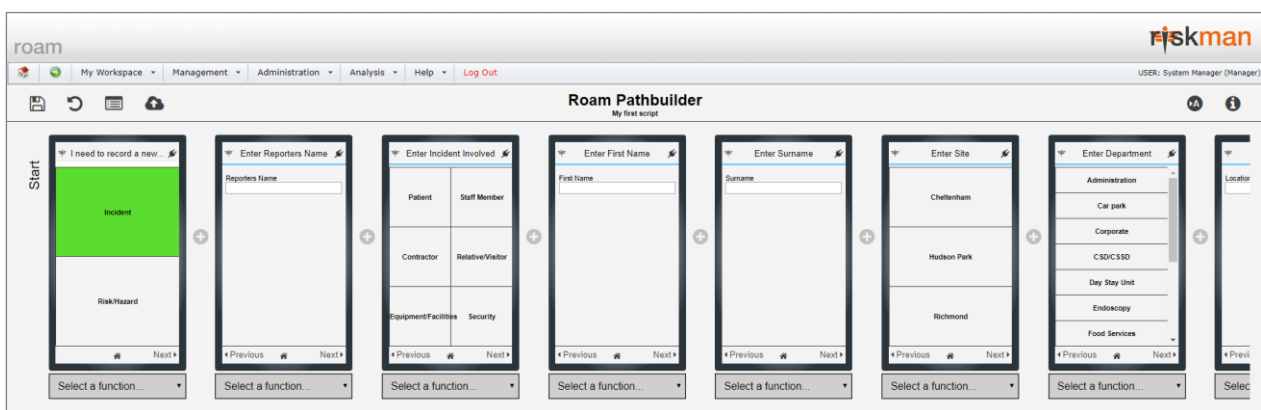 roam
riskman
My Workspace
Management
Administration
Analysis
Help
Log Out
USER: System Manager (Manager)
Roam Pathbuilder
My first script
A
Start
I need to record a new...
Incident
Risk/Hazard
Next
Select a function...
Enter Reporters Name
Reporters Name
Previous
Next
Select a function...
Enter Incident Involved
Patient
Staff Member
Contractor
Relative/Visitor
Equipment/Facilities
Security
Previous
Next
Select a function...
Enter First Name
First Name
Previous
Next
Select a function...
Enter Surname
Surname
Previous
Next
Select a function...
Enter Site
Cheltenham
Hudson Park
Richmond
Previous
Next
Select a function...
Enter Department
Administration
Car park
Corporate
CSD/CSSD
Day Stay Unit
Endoscopy
Food Services
Previous
Next
Select a function...
Location
Previ
Selec